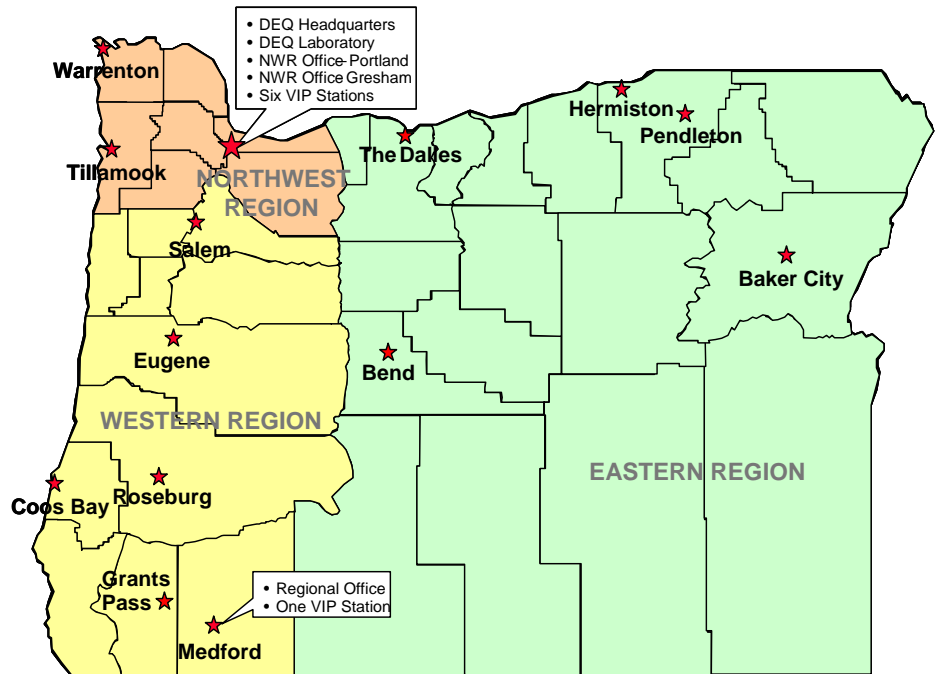 • DEQ Headquarters
• DEQ Laboratory
• NWR Office-Portland
• NWR Office Gresham
• Six VIP Stations
Warrenton
Hermiston
Pendleton
The Dalles
Tillamook
NORTHWEST
REGION
Salem
Baker City
Eugene
Bend
WESTERN REGION
EASTERN REGION
Coos Bay
Roseburg
Grants
Pass
• Regional Office
• One VIP Station
Medford